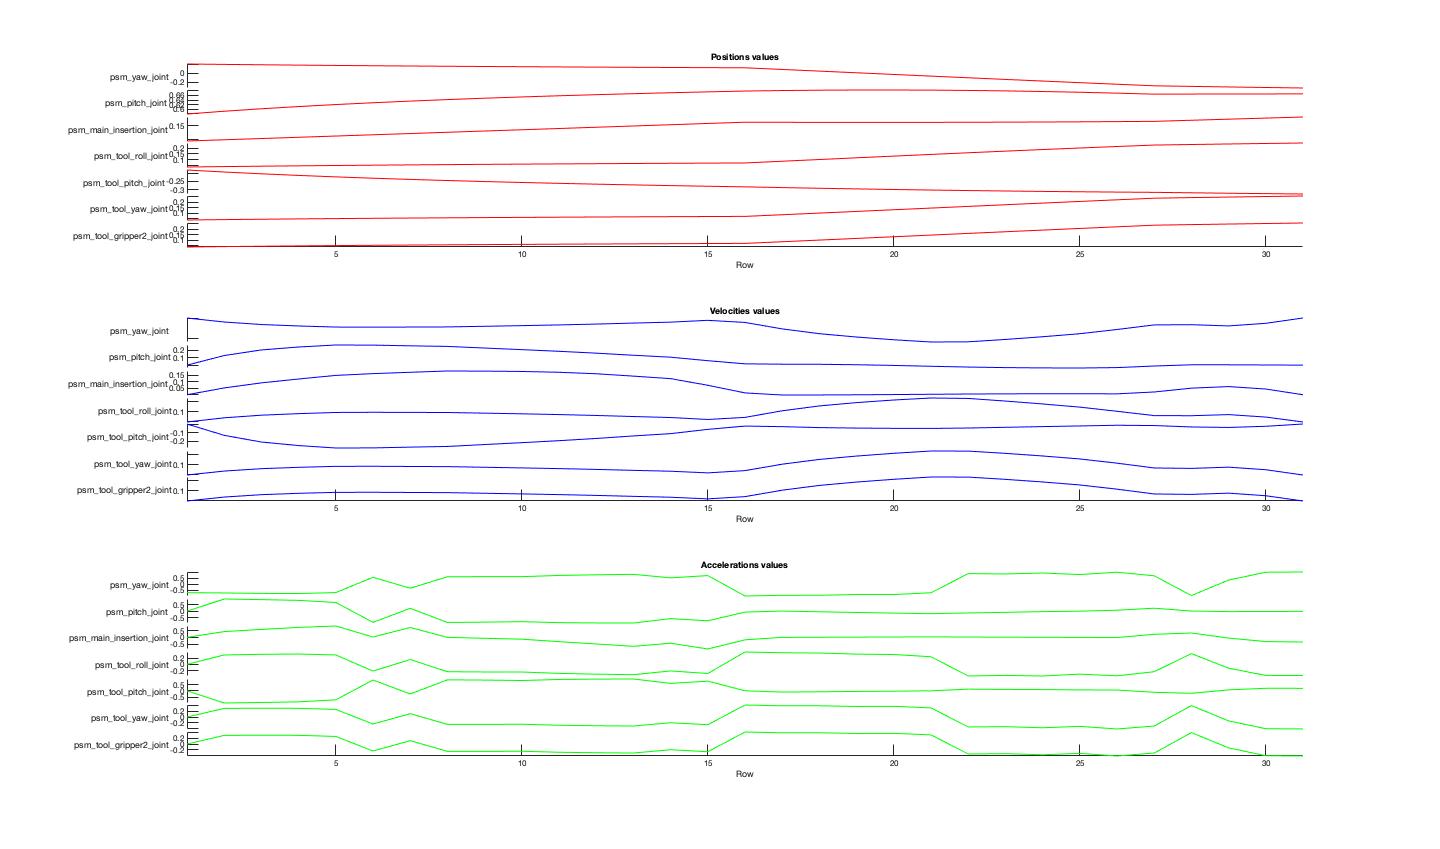 Positions values
psm_yaw_joint 0
-0.2
psm_pitch_joint 0.66
0.6
psm_main_insertion_joint 0.15
psm_tool_roll_joint 0.2
0.15
0.1
psm_tool_pitch_joint -0.25
-0.3
psm_tool_yaw_joint 0.2
0.15
0.1
psm_tool_gripper2_joint 0.2
0.15
0.1
5 10 15 20 25 30
Row
Velocities values
psm_yaw_joint
psm_pitch_joint 0.2
0.1
psm_main_insertion_joint 0.15
0.1
0.05
psm_tool_roll_joint 0.1
psm_tool_pitch_joint -0.1
-0.2
psm_tool_yaw_joint 0.1
psm_tool_gripper2_joint 0.1
5 10 15 20 25 30
Row
Accelerations values
psm_yaw_joint 0.5
0
-0.5
psm_pitch_joint 0.5
0
-0.5
psm_main_insertion_joint 0.5
0
-0.5
psm_tool_roll_joint 0.2
0
-0.2
psm_tool_pitch_joint 0.5
0
-0.5
psm_tool_yaw_joint 0.2
0
-0.2
psm_tool_gripper2_joint 0.2
0
-0.2
5 10 15 20 25 30
Row